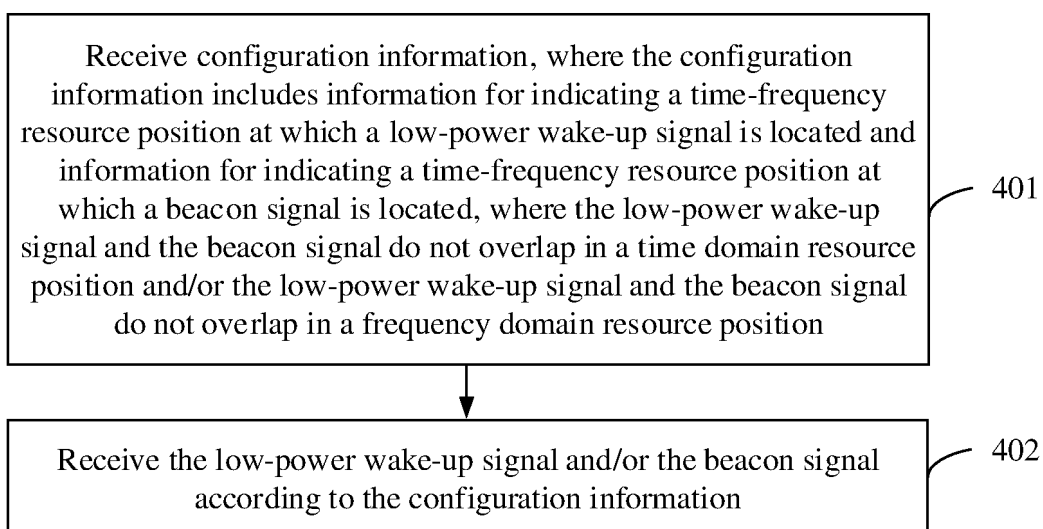 Receive configuration information, where the configuration
information includes information for indicating a time-frequency
resource position at which a low-power wake-up signal is located and
information for indicating a time-frequency resource position at
which a beacon signal is located, where the low-power wake-up
signal and the beacon signal do not overlap in a time domain resource
position and/or the low-power wake-up signal and the beacon signal
do not overlap in a frequency domain resource position
401
Receive the low-power wake-up signal and/or the beacon signal
according to the configuration information
402